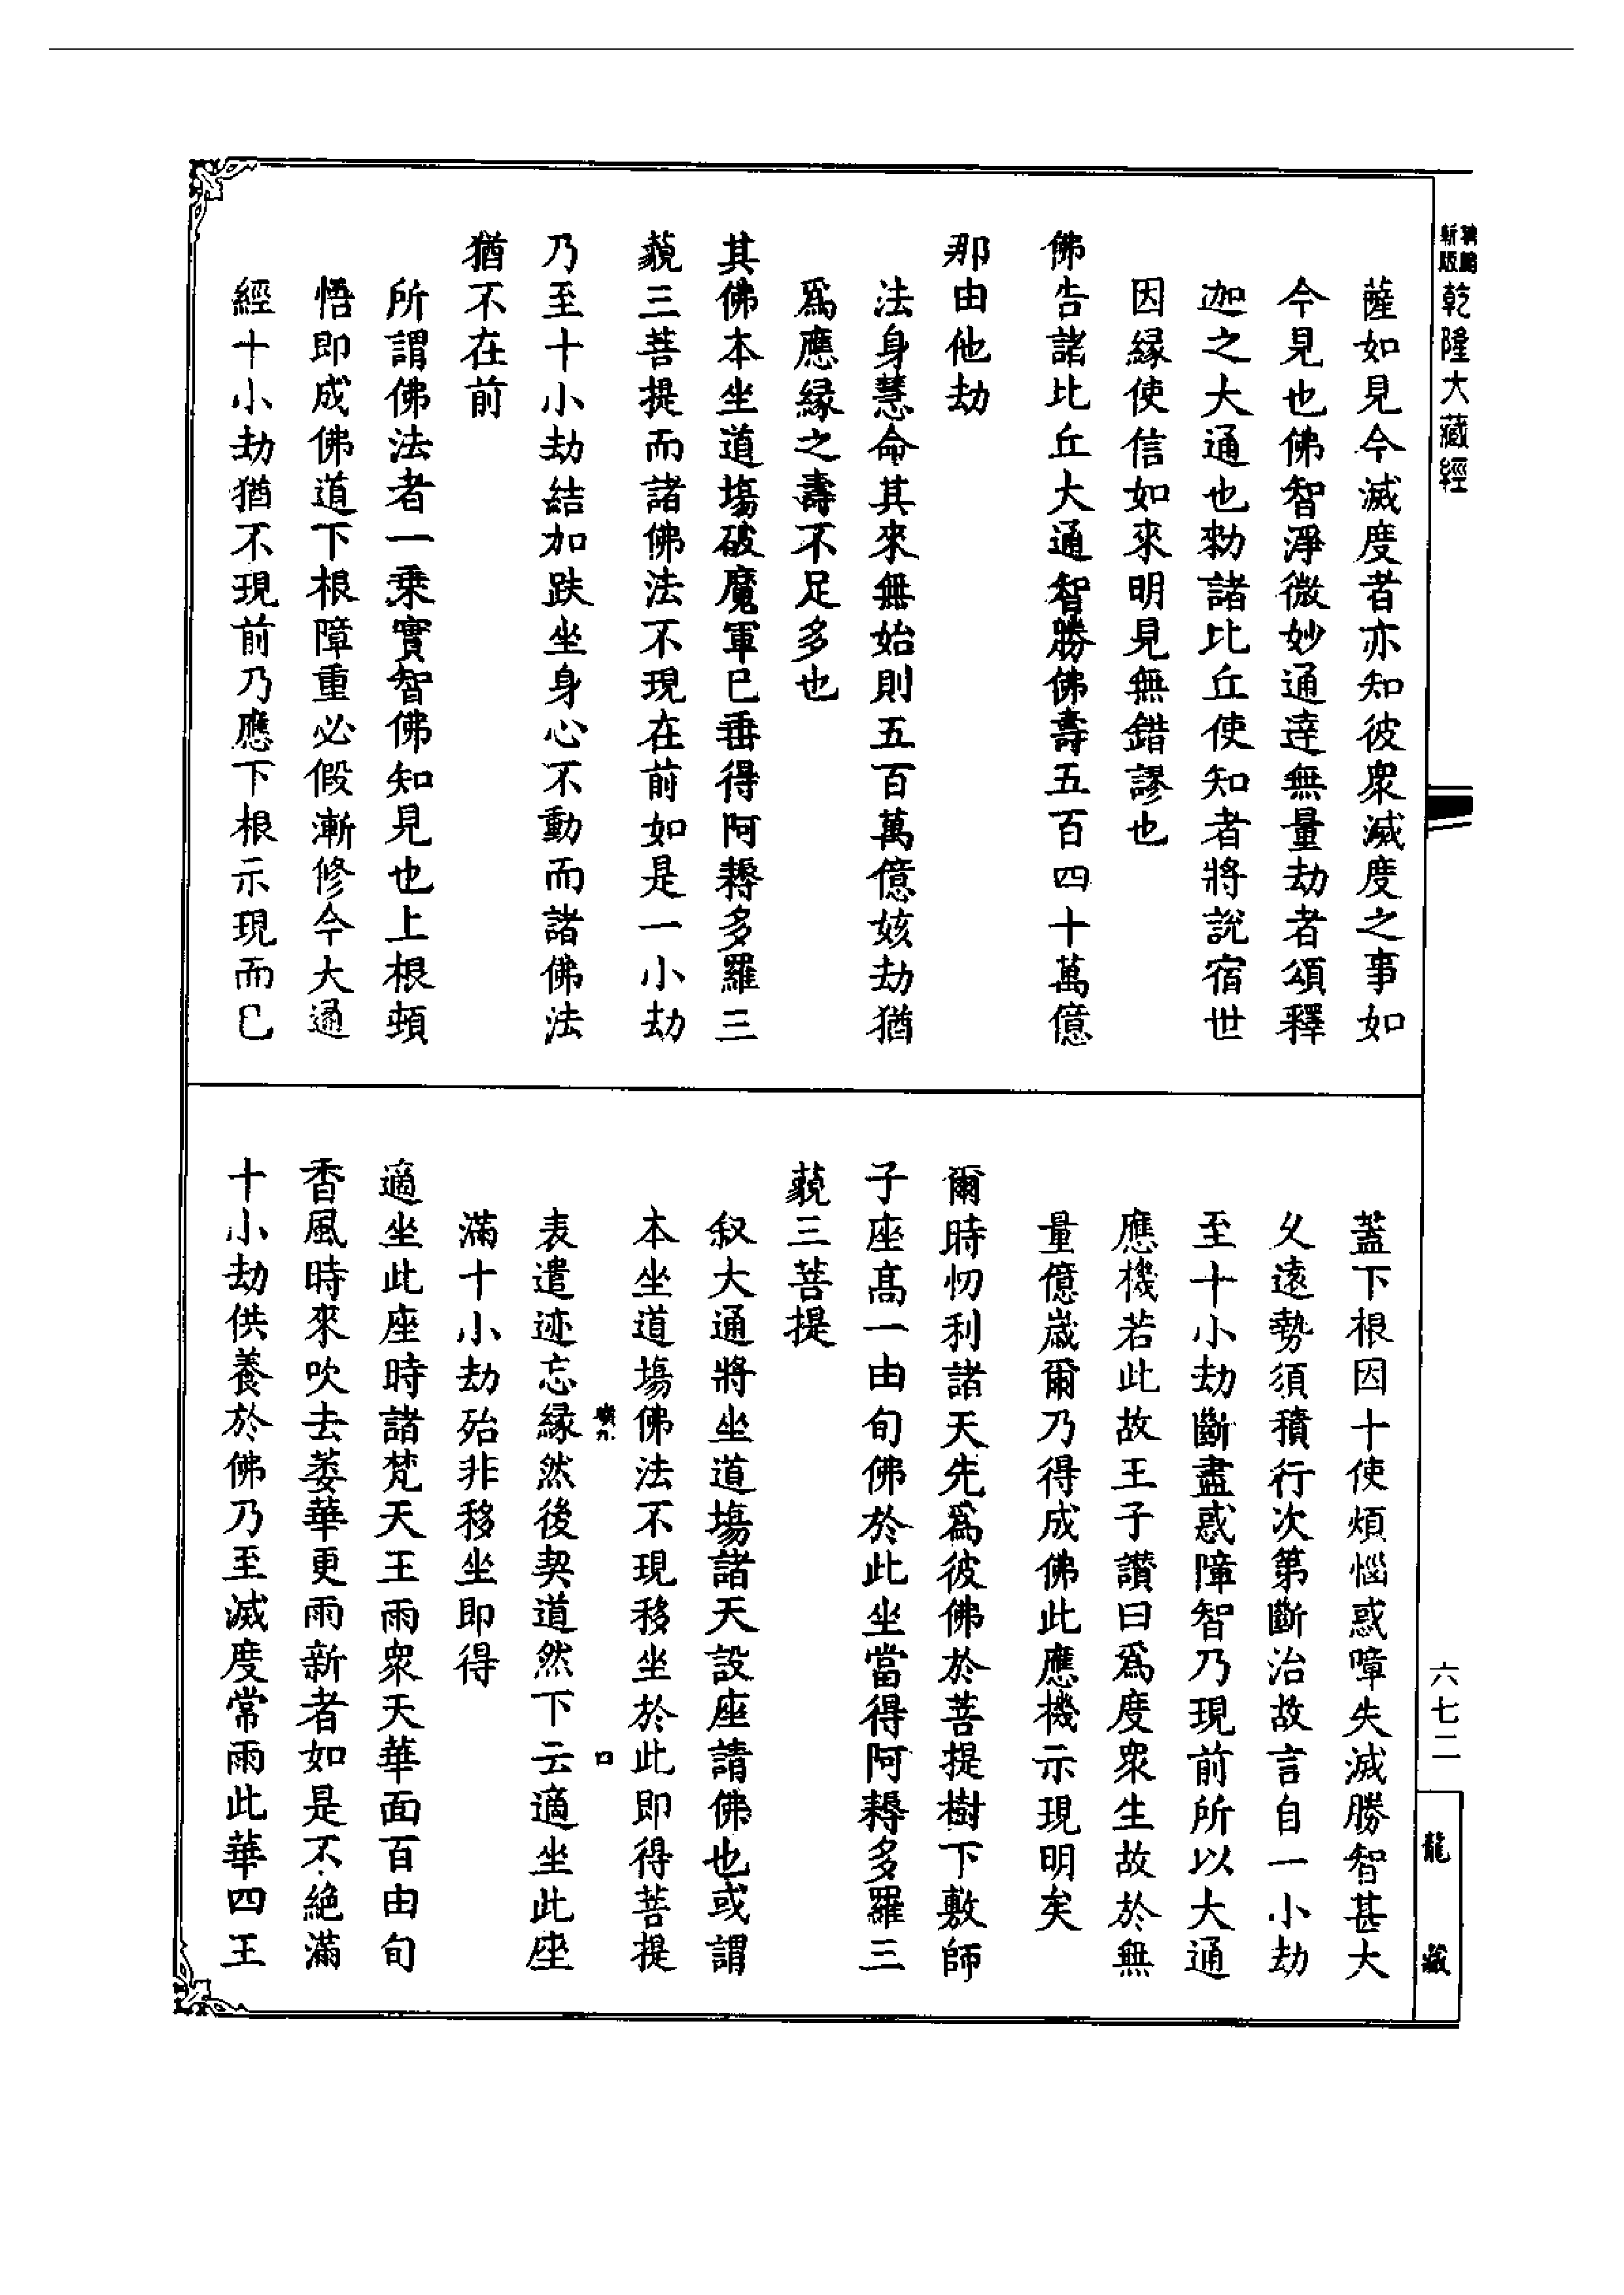 新版乾隆大藏經
薩如見今滅度者亦知彼衆滅度之事如
今見也佛智淨微妙通達無量劫者頌釋
迦之大通也勑諸比丘使知者將說宿世
因緣使信如來明見無錯謬也
佛告諸比丘大通智勝佛壽五百四十萬億
那由他劫
法身慧命其來無始則五百萬億姟劫猶
爲應緣之壽不足多也
其佛本坐道場破魔軍已垂得阿耨多羅三
藐三菩提而諸佛法不現在前如是一小劫
乃至十小劫結加趺坐身心不動而諸佛法
猶不在前
所謂佛法者一乗實智佛知見也上根頓
悟即成佛道下根障重必假漸修今大通
經十小劫猶不現前乃應下根示現而已
蓋下根因十使煩惱惑障失滅勝智甚大
久遠勢須積行次第斷治故言自一小劫
至十小劫斷盡惑障智乃現前所以大通
應機若此故王子讚曰爲度衆生故於無
量億嵗爾乃得成佛此應機示現明矣
爾時忉利諸天先爲彼佛於菩提樹下敷師
子座高一由旬佛於此坐當得阿耨多羅三
藐三菩提
叙大通將坐道場諸天設座請佛也或謂
本坐道場佛法不現移坐於此即得菩提
表遣迹忘緣然後契道然下云適坐此座
滿十小劫殆非移坐即得
適坐此座時諸梵天王雨衆天華面百由旬
香風時來吹去萎華更雨新者如是不絕滿
十小劫供養於佛乃至滅度常雨此華四王
六七二
龍藏